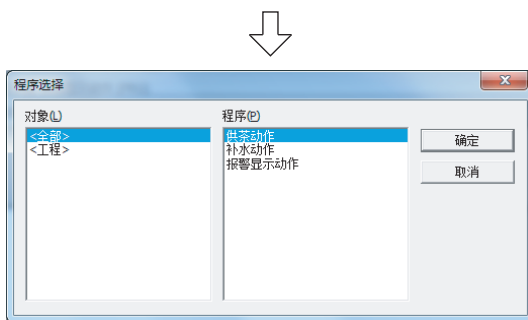 程序选择
对象(L)
程序(P)
<全部>
<工程>
供茶动作
补水动作
报警显示动作
确定
取消